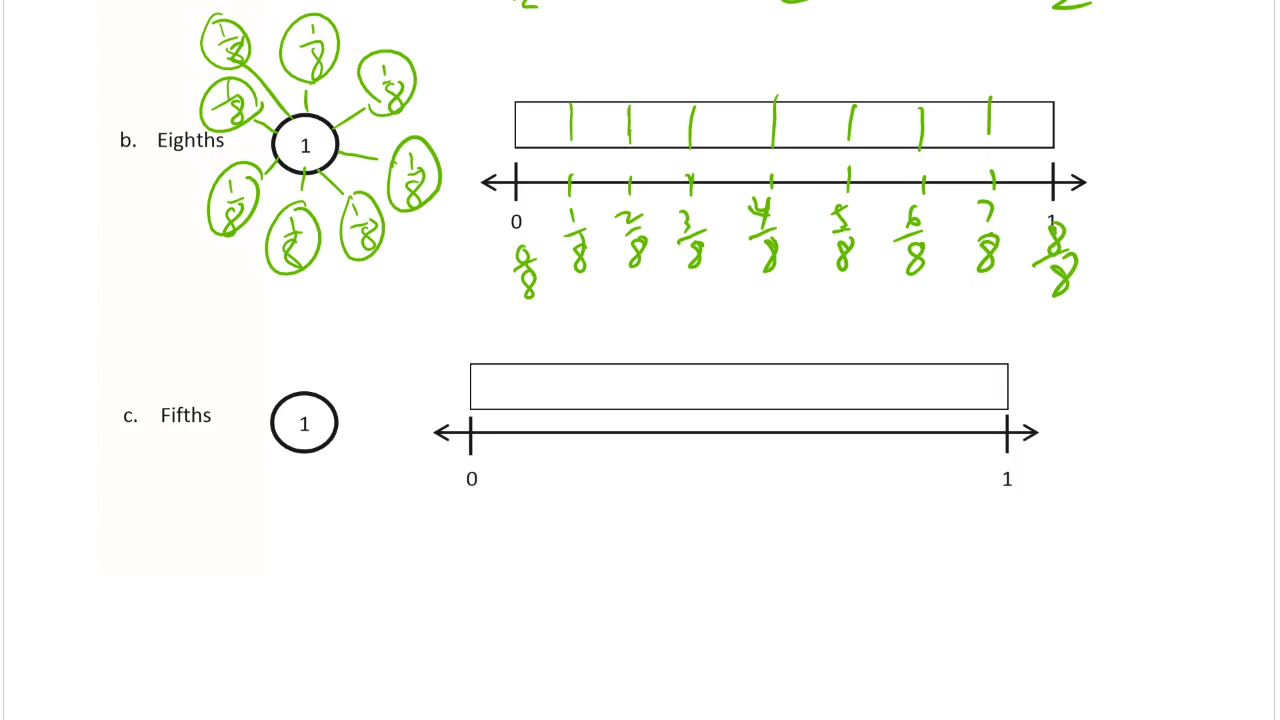 2 2
1/8 1/8 1/8
1/8
b. Eighths 1
1/8
1/8 1/8 1/8
0 1
0/8 1/8 2/8 3/8 4/8 5/8 6/8 7/8 8/8
c. Fifths 1
0 1